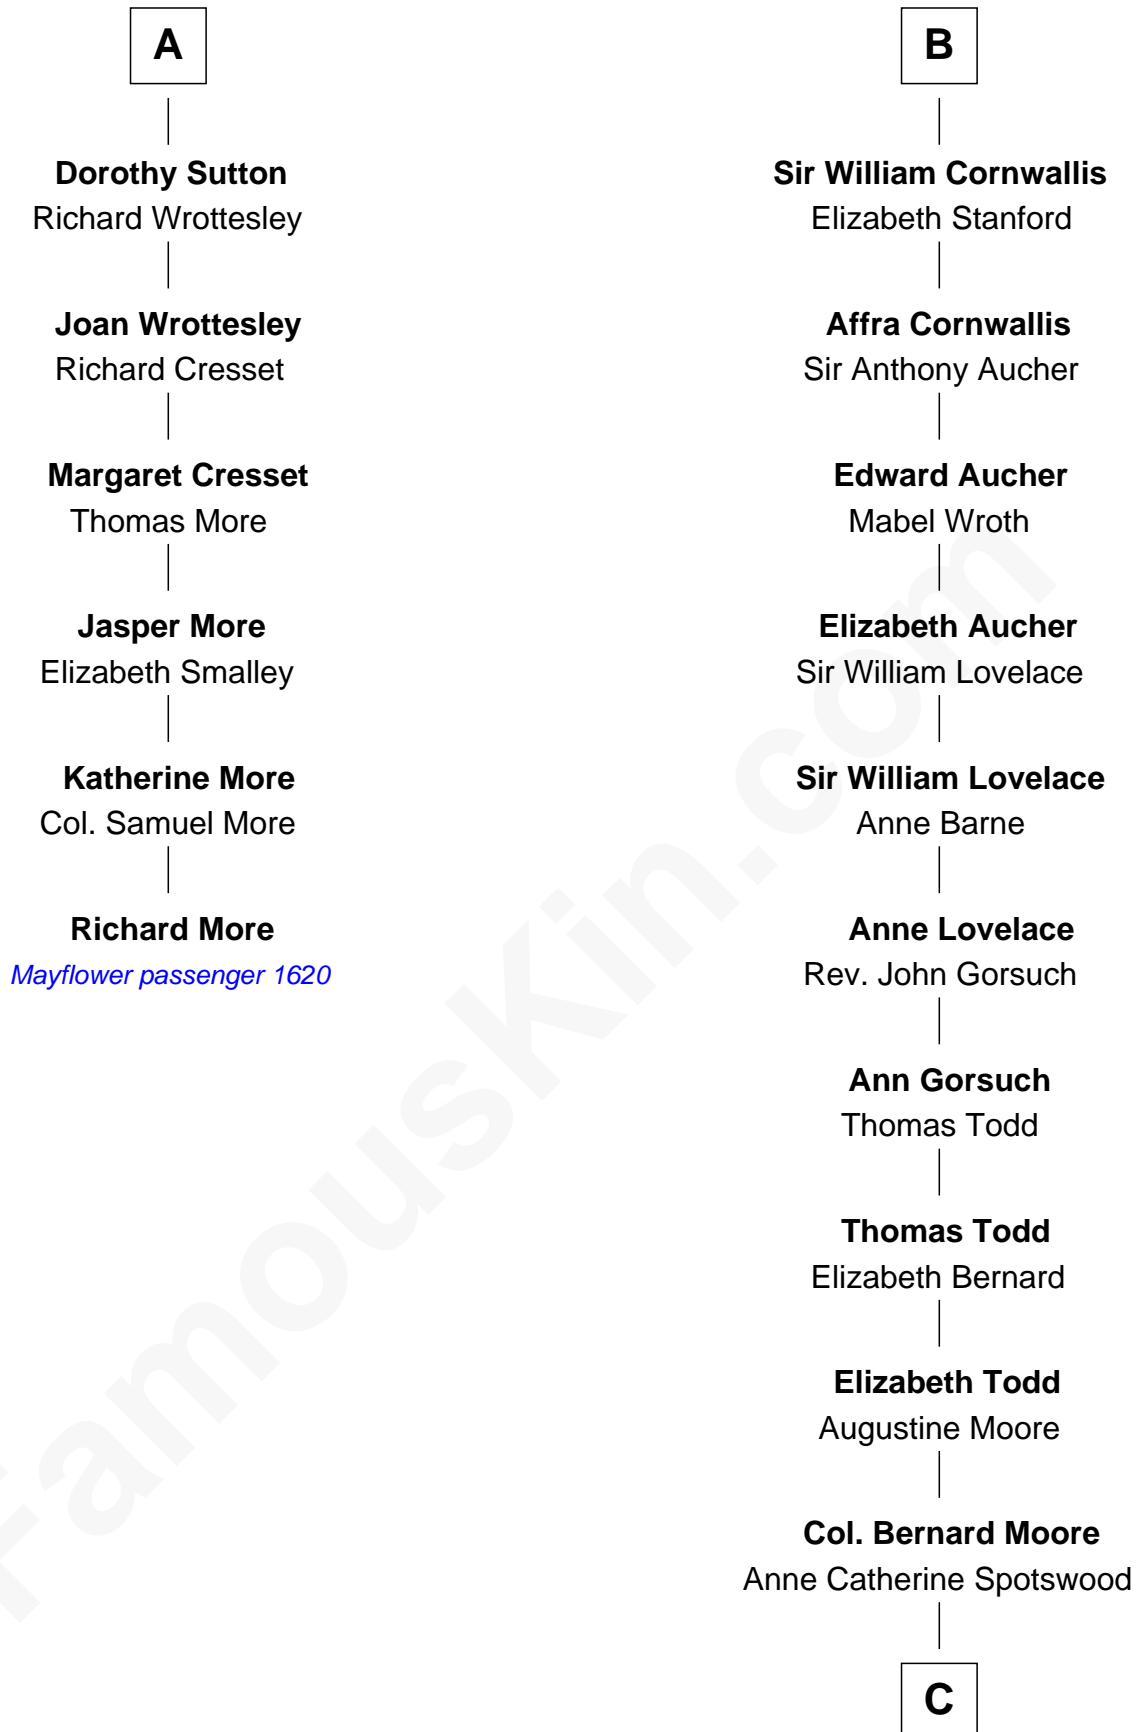 A
Dorothy Sutton
Richard Wrottesley
Joan Wrottesley
Richard Cresset
Margaret Cresset
Thomas More
Jasper More
Elizabeth Smalley
Katherine More
Col. Samuel More
Richard More
Mayflower passenger 1620
B
Sir William Cornwallis
Elizabeth Stanford
Affra Cornwallis
Sir Anthony Aucher
Edward Aucher
Mabel Wroth
Elizabeth Aucher
Sir William Lovelace
Sir William Lovelace
Anne Barne
Anne Lovelace
Rev. John Gorsuch
Ann Gorsuch
Thomas Todd
Thomas Todd
Elizabeth Bernard
Elizabeth Todd
Augustine Moore
Col. Bernard Moore
Anne Catherine Spotswood
C
FamousKin.com